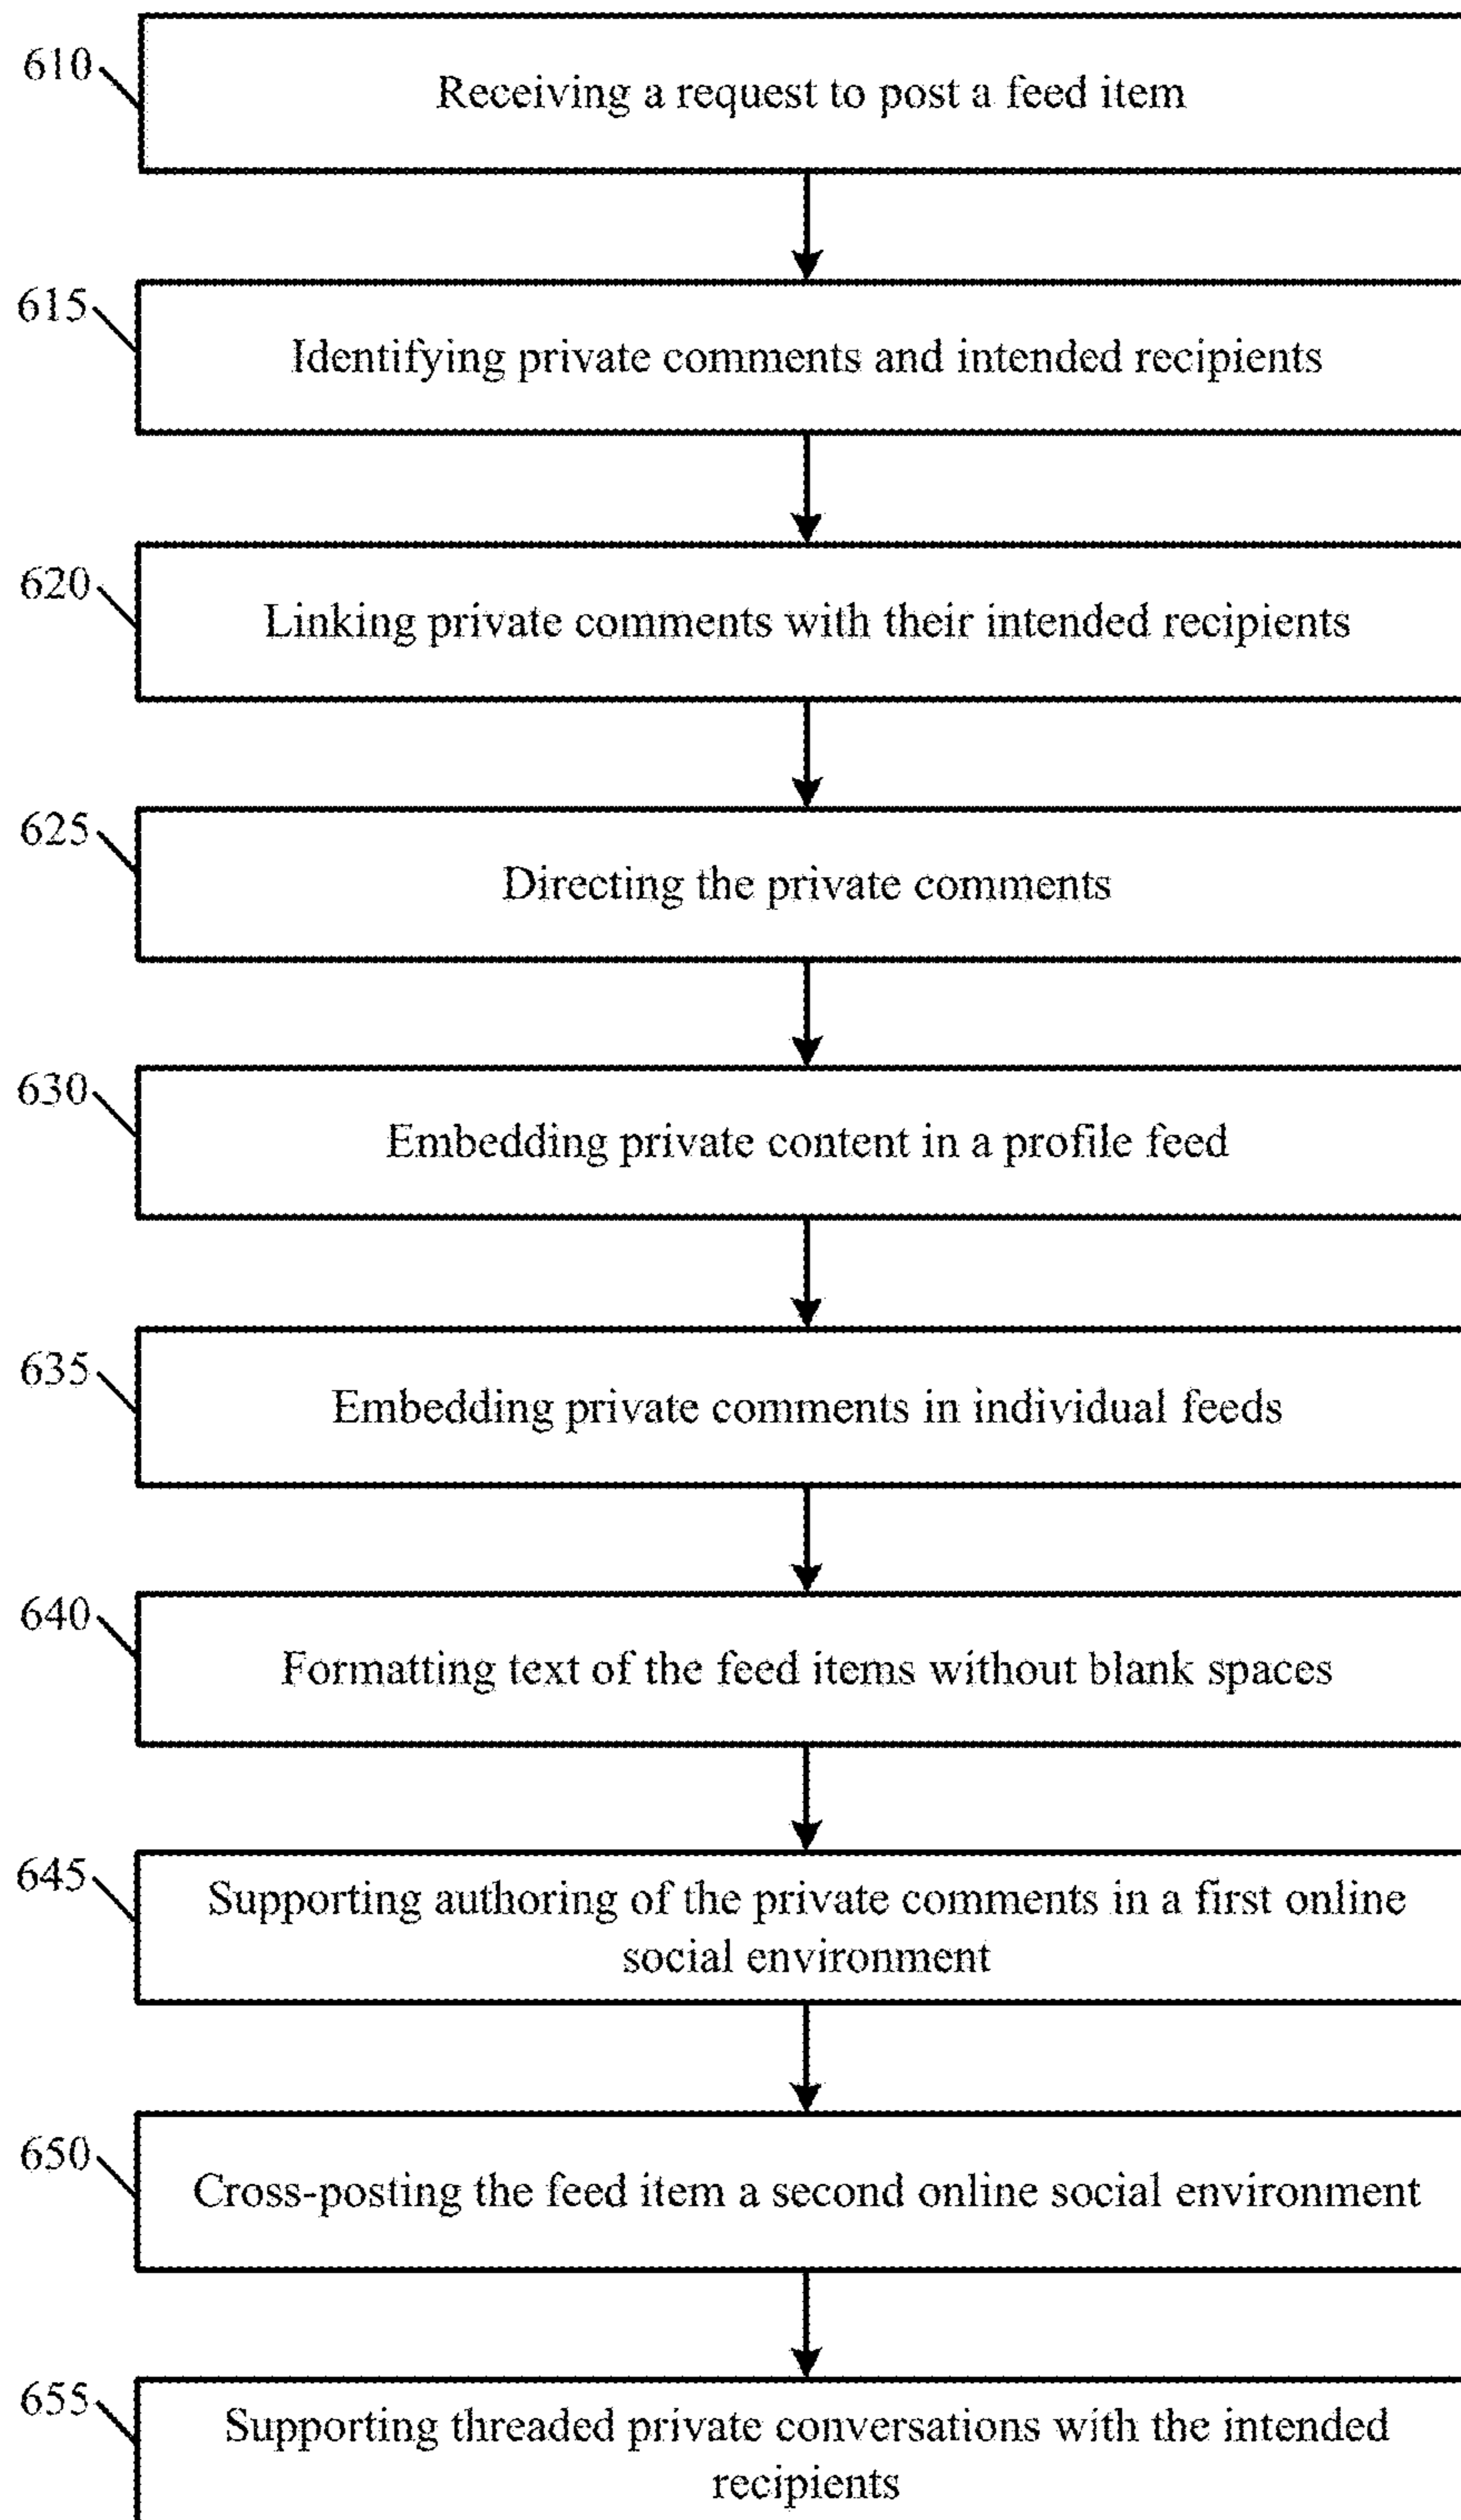 610
Receiving a request to post a feed item
615
Identifying private comments and intended recipients
620
Linking private comments with their intended recipients
625
Directing the private comments
630
Embedding private content in a profile feed
635
Embedding private comments in individual feeds
640
Formatting text of the feed items without blank spaces
645
Supporting authoring of the private comments in a first online
social environment
650
Cross-posting the feed item a second online social environment
655
Supporting threaded private conversations with the intended
recipients